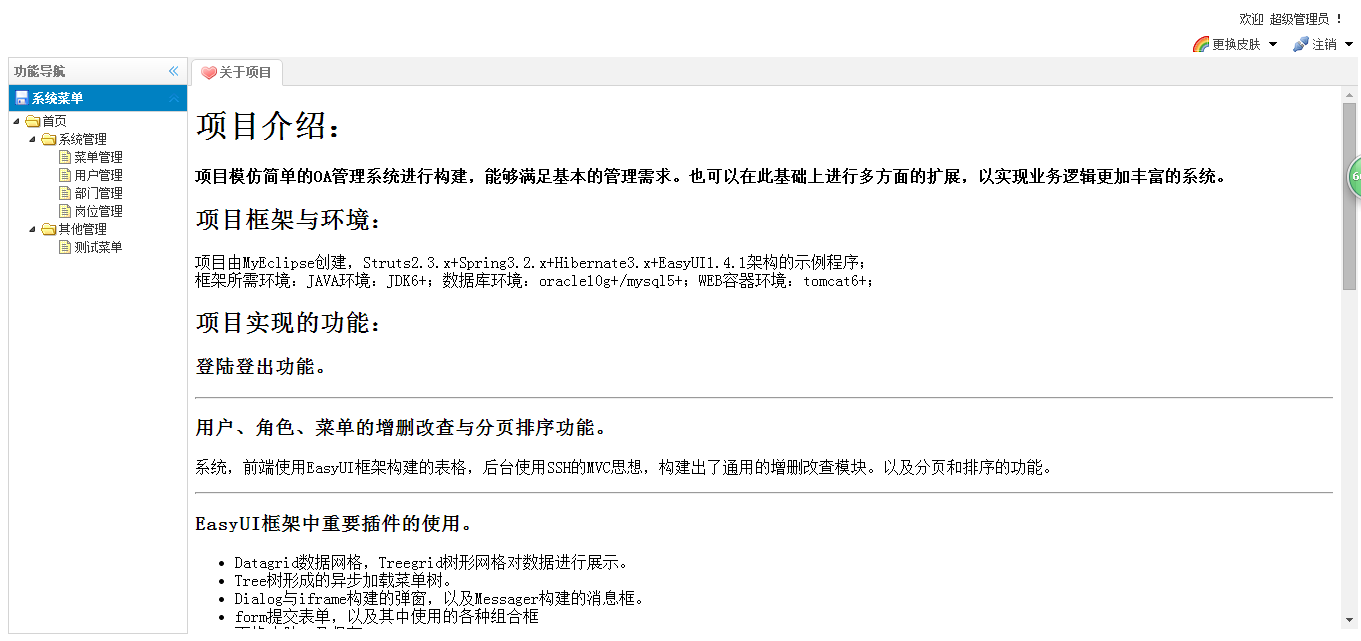 欢迎 超级管理员 !
更换皮肤 注销
功能导航
关于项目
系统菜单
首页
系统管理
菜单管理
用户管理
部门管理
岗位管理
其他管理
测试菜单
项目介绍:
项目模仿简单的OA管理系统进行构建，能够满足基本的管理需求。也可以在此基础上进行多方面的扩展，以实现业务逻辑更加丰富的系统。
项目框架与环境:
项目由MyEclipse创建，Struts2.3.x+Spring3.2.x+Hibernate3.x+EasyUI1.4.1架构的示例程序;
框架所需环境: JAVA环境: JDK6+; 数据库环境: oracle10g+/mysql5+; WEB容器环境: tomcat6+;
项目实现的功能:
登陆登出功能。
用户、角色、菜单的增删改查与分页排序功能。
系统，前端使用EasyUI框架构建的表格，后台使用SSH的MVC思想，构建出了通用的增删改查模块。以及分页和排序的功能。
EasyUI框架中重要插件的使用。
• Datagrid数据网格，Treegrid树形网格对数据进行展示。
• Tree树形成的异步加载菜单树。
• Dialog与iframe构建的弹窗，以及Messager构建的消息框。
• form提交表单，以及其中使用的各种组合框